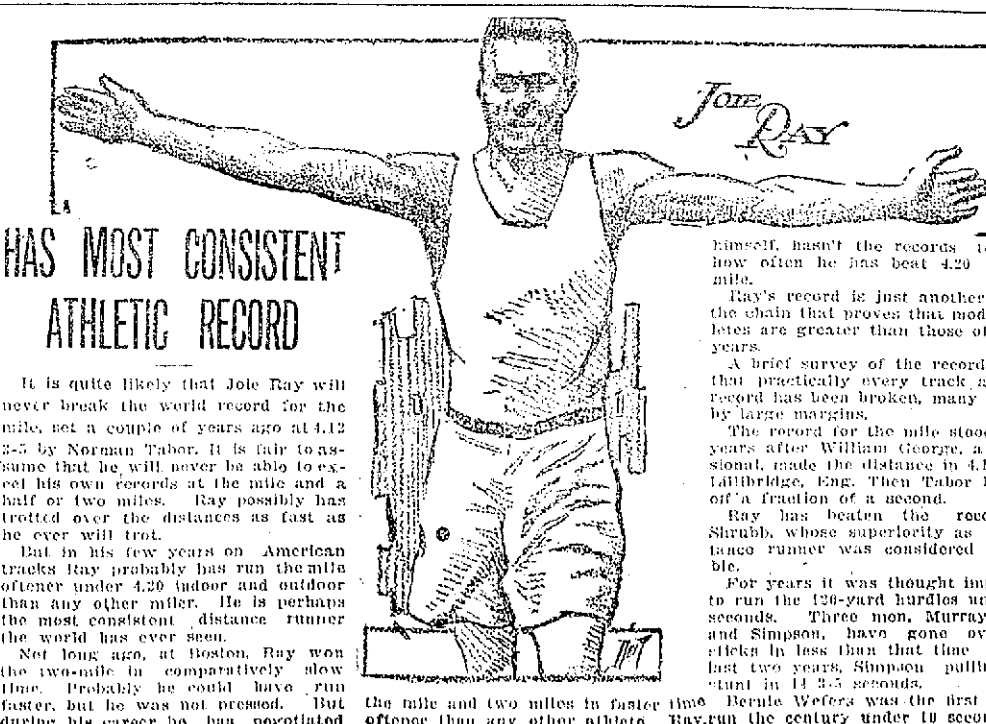 JOIE
RAY
HAS MOST CONSISTENT
ATHLETIC RECORD
It is quite likely that Joie Ray will
never break the world record for the
mile, set a couple of years ago at 4.12
3-5 by Norman Tabor. It is fair to as-
sume that he will never be able to ex-
cel his own records at the mile and a
half or two miles. Ray possibly has
trotted over the distances as fast as
he ever will trot.
But in his few years on American
tracks Ray probably has run the mile
oftener under 4.20 indoor and outdoor
than any other miler. He is perhaps
the most consistent distance runner
the world has ever seen.
Not long ago, at Boston, Ray won
the two-mile in comparatively slow
time. Probably he could have run
faster, but he was not pressed. But
during his career he has negotiated
the mile and two miles in faster time
oftener than any other athlete. Ray,
himself, hasn't the records
how often he has beat 4.20
mile.
Ray's record is just another
the chain that proves that mod
letes are greater than those of
years.
A brief survey of the record
that practically every track a
record has been broken, many
by large margins.
The record for the mile stood
years after William George, a
sional, made the distance in 4.1
Lillibridge, Eng. Then Tabor
off a fraction of a second.
Ray has beaten the
Shrubb, whose superiority as
tance runner was considered
ble.
For years it was thought im
to run the 120-yard hurdles un
seconds. Three men, Murray
and Simpson, have gone ov
sticks in less than that time
last two years, Simpson pullin
stunt in 14 3-5 seconds.
Bernie Wefers was the first
run the century under 10 secon